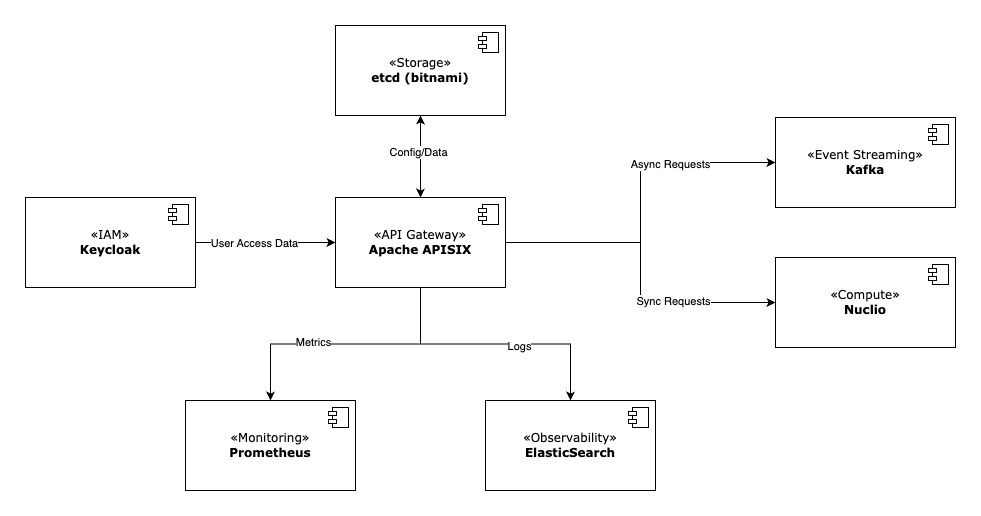 «Storage»
etcd (bitnami)
Config/Data
«Event Streaming»
Kafka
Async Requests
«IAM»
Keycloak
User Access Data
«API Gateway»
Apache APISIX
Sync Requests
«Compute»
Nuclio
Metrics
Logs
«Monitoring»
Prometheus
«Observability»
ElasticSearch